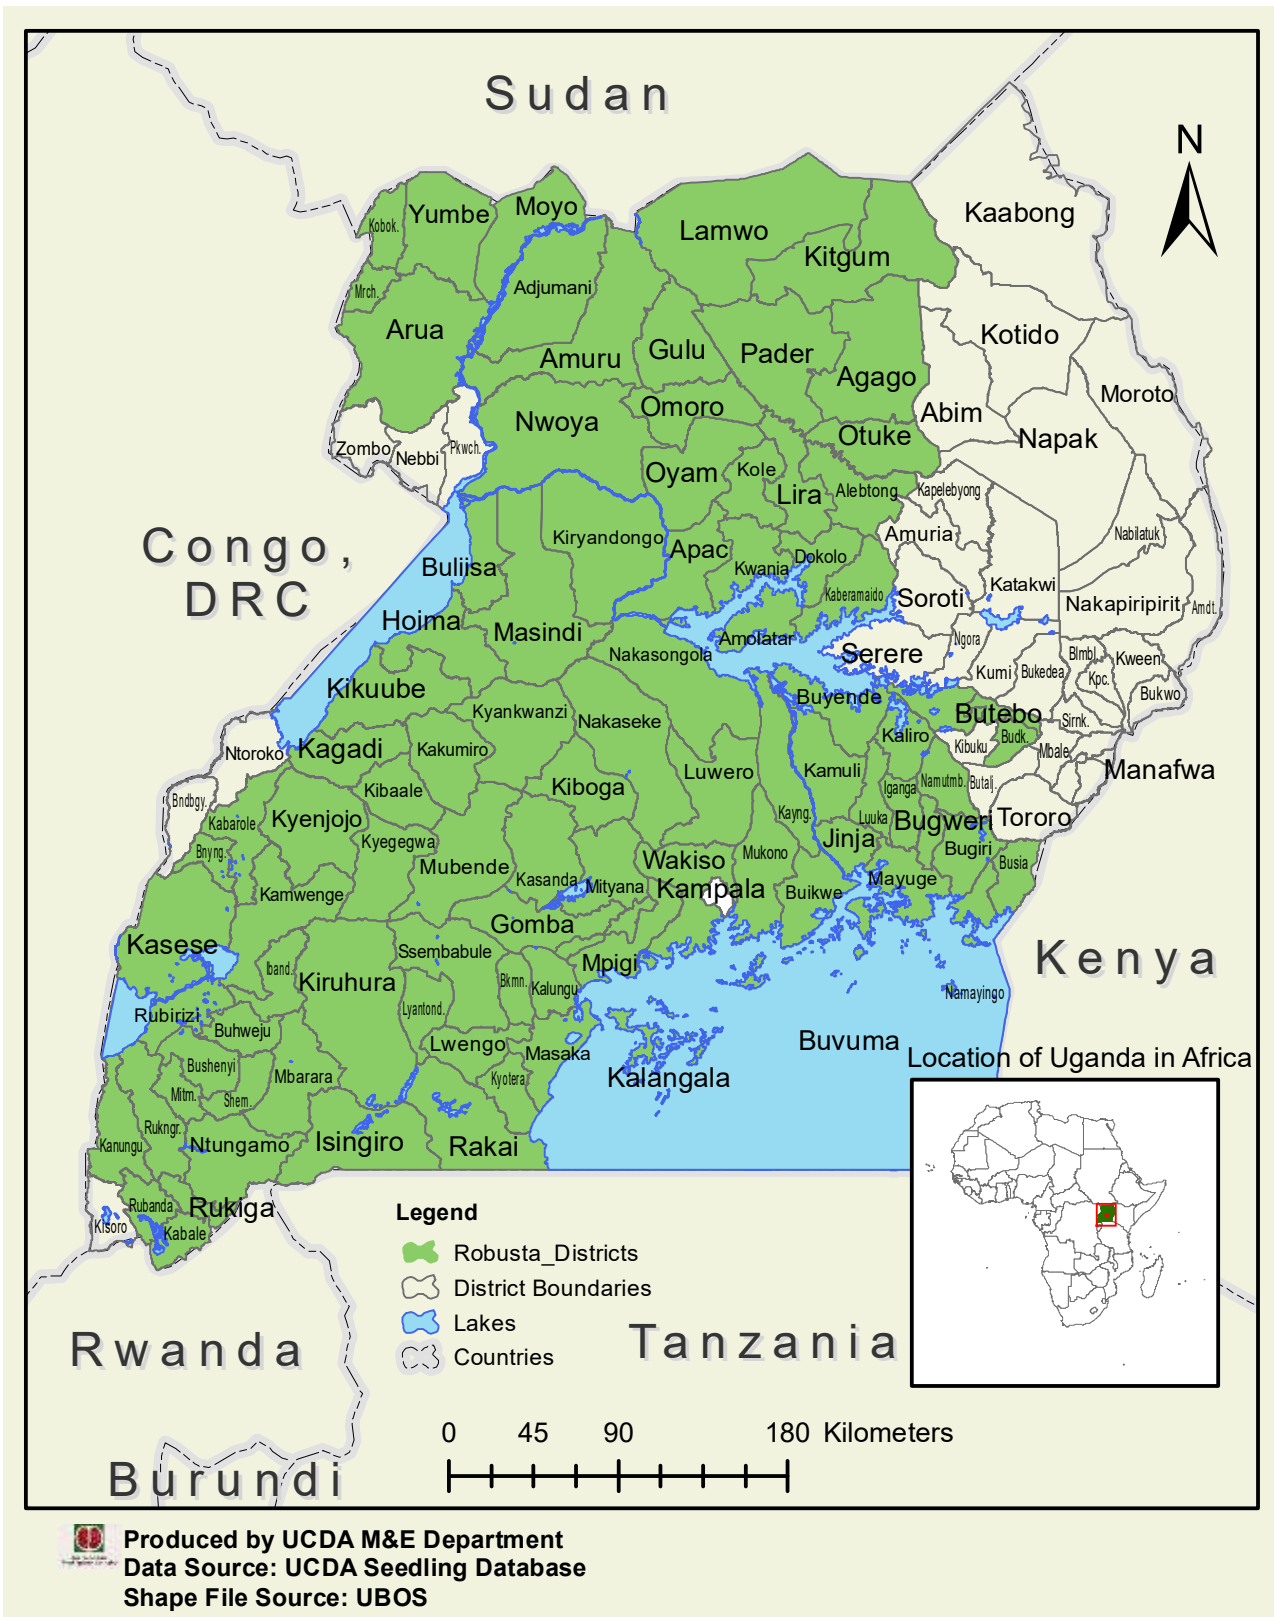 Sudan
N
Kaabong
Kobok.
Yumbe
Moyo
Lamwo
Kitgum
Mrch.
Adjumani
Arua
Amuru
Gulu
Pader
Agago
Kotido
Moroto
Abim
Napak
Nwoya
Omoro
Otuke
Zombo
Nebbi
Pkwch.
Oyam
Kole
Lira
Alebtong
Kapelebyong
Congo,
DRC
Kiryandongo
Apac
Kwania
Dokolo
Amuria
Nabilatuk
Buliisa
Kaberamaido
Soroti
Katakwi
Nakapiripirit
Amdt.
Hoima
Masindi
Nakasongola
Amolatar
Serere
Ngora
Kumi
Bukedea
Blmbl.
Kween
Kpc.
Bukwo
Kikuube
Kyankwanzi
Nakaseke
Buyende
Butebo
Sirnk.
Ntoroko
Kagadi
Kakumiro
Kaliro
Kibuku
Budk.
Mbale
Manafwa
Bndbgy.
Kibaale
Kiboga
Luwero
Kamuli
Iganga
Namutmb.
Butalj.
Kabarole
Kyenjojo
Kayng.
Luuka
Bugweri
Tororo
Bnyng.
Kyegegwa
Jinja
Bugiri
Busia
Kamwenge
Mubende
Kasanda
Mityana
Wakiso
Mukono
Kampala
Buikwe
Mayuge
Gomba
Kasese
Ssembabule
Mpigi
Kenya
Iband.
Kiruhura
Bkmn.
Kalungu
Namayingo
Rubirizi
Lyantond.
Buhweju
Lwengo
Masaka
Buvuma
Bushenyi
Mbarara
Kyotera
Kalangala
Location of Uganda in Africa
Mitm.
Shem.
Rukngr.
Kanungu
Ntungamo
Isingiro
Rakai
Rubanda
Rukiga
Kisoro
Kabale
Legend
Robusta_Districts
District Boundaries
Lakes
Countries
Rwanda
Tanzania
0 45 90 180 Kilometers
Burundi
Produced by UCDA M&E Department
Data Source: UCDA Seedling Database
Shape File Source: UBOS